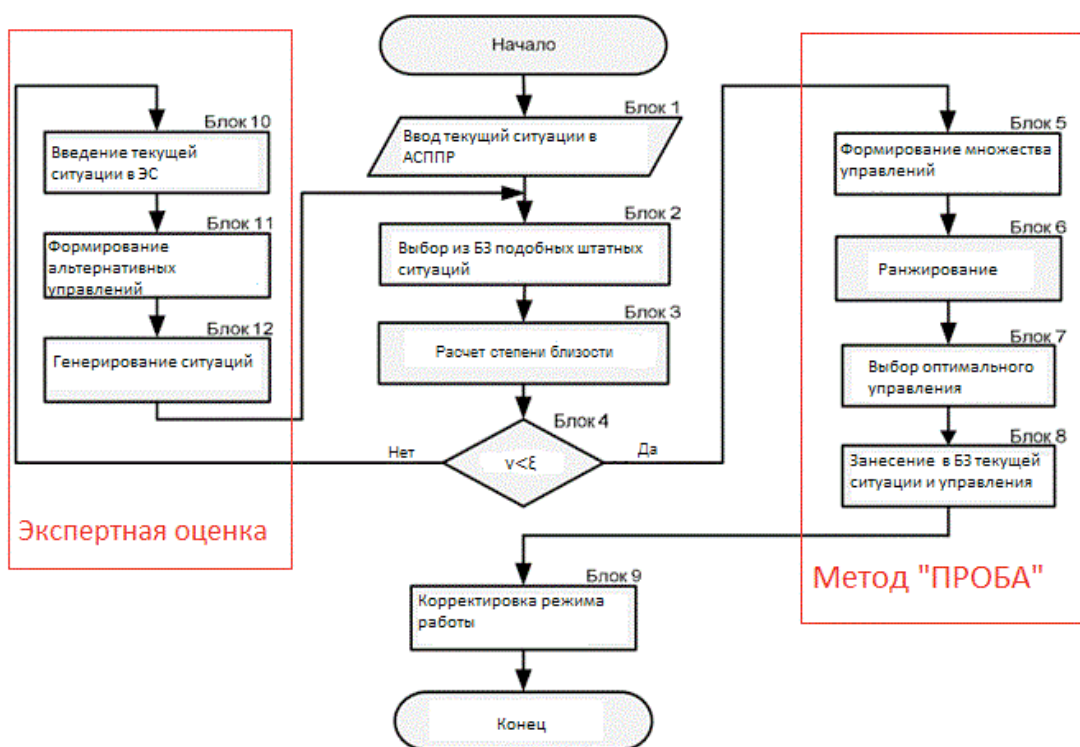 Начало
Блок 1
Ввод текущий ситуации в
АСППР
Блок 2
Выбор из БЗ подобных штатных
ситуаций
Блок 3
Расчет степени близости
Блок 4
ν<ξ
Нет
Да
Блок 10
Введение текущей
ситуации в ЭС
Блок 11
Формирование
альтернативных
управлений
Блок 12
Генерирование ситуаций
Экспертная оценка
Блок 5
Формирование множества
управлений
Блок 6
Ранжирование
Блок 7
Выбор оптимального
управления
Блок 8
Занесение в БЗ текущей
ситуации и управления
Метод "ПРОБА"
Блок 9
Корректировка режима
работы
Конец